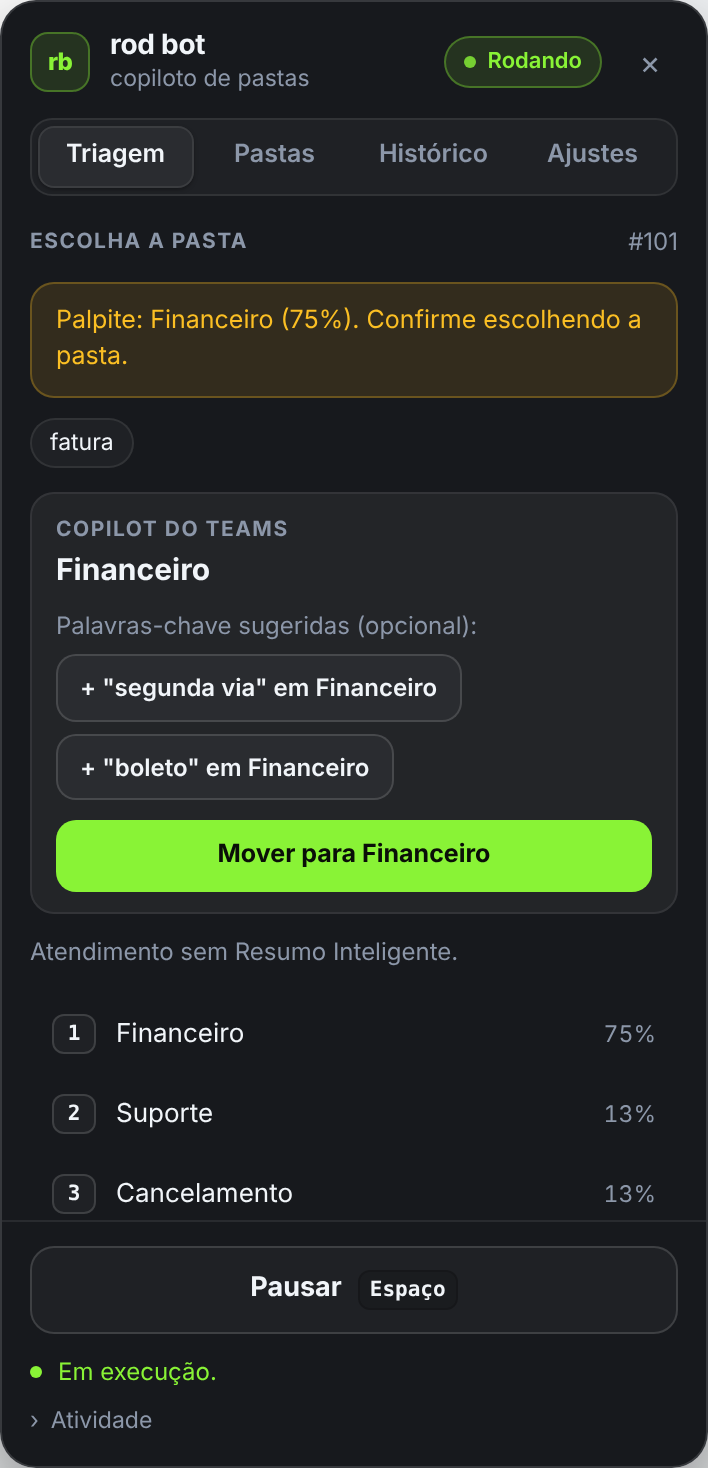 rb
rod bot
copiloto de pastas
Rodando
×
Triagem
Pastas
Histórico
Ajustes
ESCOLHA A PASTA
#101
Palpite: Financeiro (75%). Confirme escolhendo a
pasta.
fatura
COPILOT DO TEAMS
Financeiro
Palavras-chave sugeridas (opcional):
+ "segunda via" em Financeiro
+ "boleto" em Financeiro
Mover para Financeiro
Atendimento sem Resumo Inteligente.
1 Financeiro 75%
2 Suporte 13%
3 Cancelamento 13%
Pausar Espaço
Em execução.
› Atividade